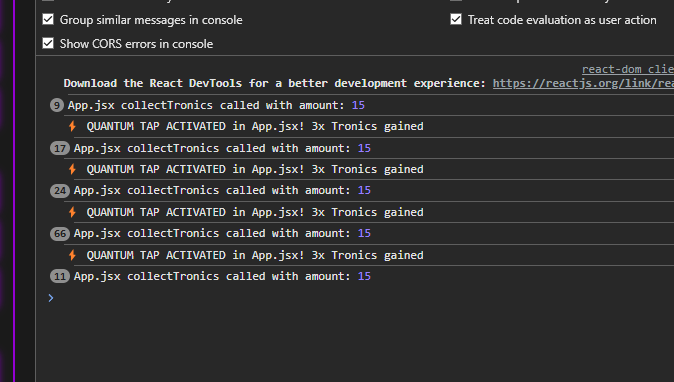 Group similar messages in console
Treat code evaluation as user action
Show CORS errors in console
react-dom_clie
Download the React DevTools for a better development experience: https://reactjs.org/link/rea
9 App.jsx collectTronics called with amount: 15
⚡ QUANTUM TAP ACTIVATED in App.jsx! 3x Tronics gained
17 App.jsx collectTronics called with amount: 15
⚡ QUANTUM TAP ACTIVATED in App.jsx! 3x Tronics gained
24 App.jsx collectTronics called with amount: 15
⚡ QUANTUM TAP ACTIVATED in App.jsx! 3x Tronics gained
66 App.jsx collectTronics called with amount: 15
⚡ QUANTUM TAP ACTIVATED in App.jsx! 3x Tronics gained
11 App.jsx collectTronics called with amount: 15
>